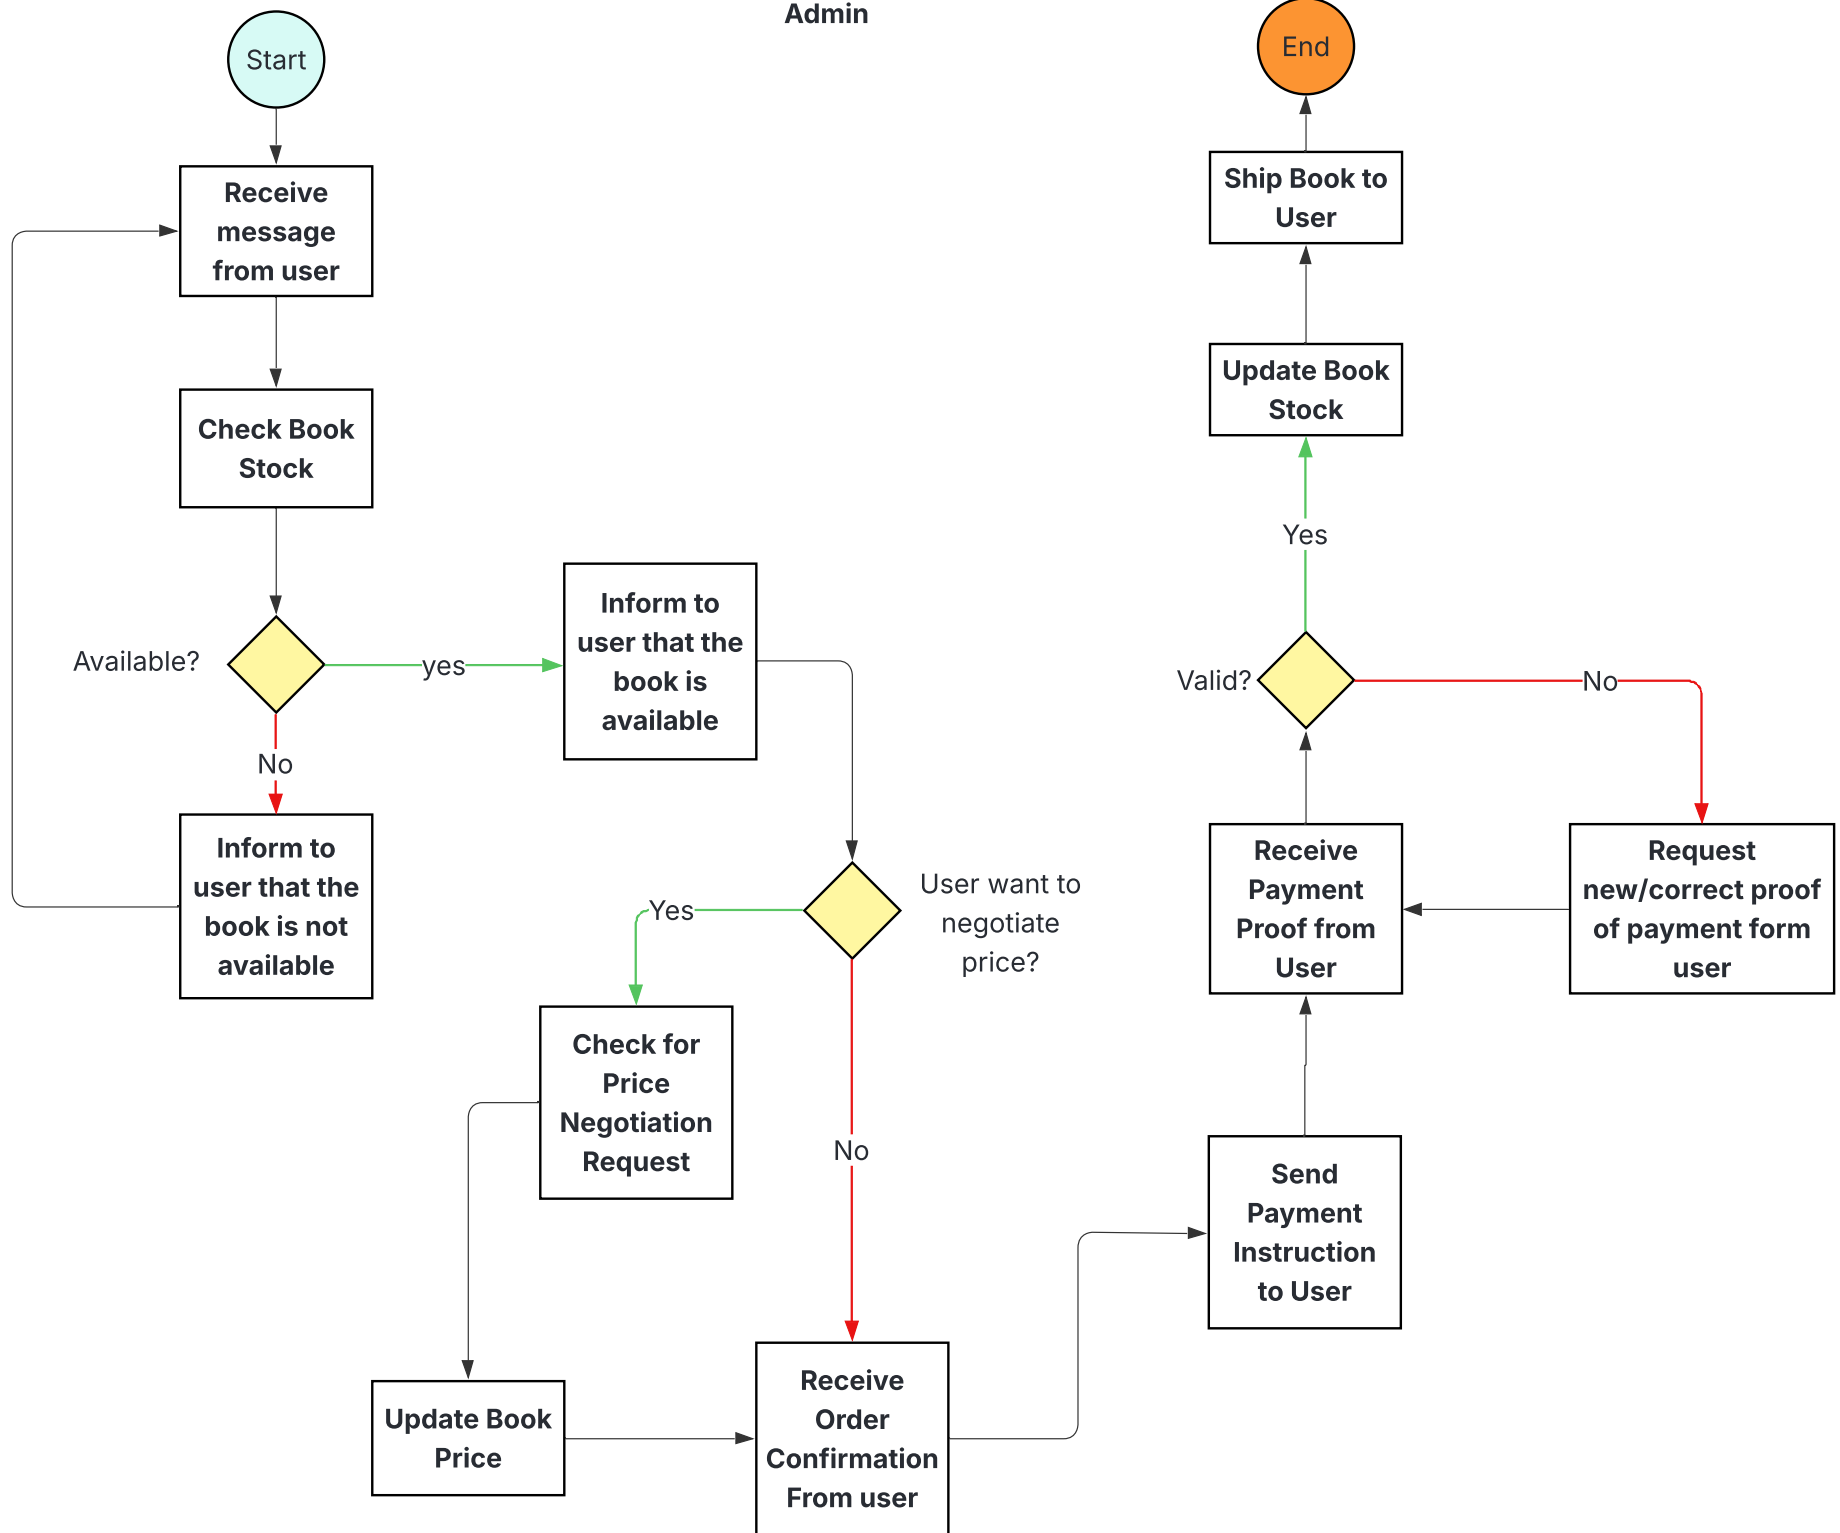 Admin
Start
Receive
message
from user
Check Book
Stock
Available?
yes
No
Inform to
user that the
book is not
available
Inform to
user that the
book is
available
User want to
negotiate
price?
Yes
No
Check for
Price
Negotiation
Request
Update Book
Price
Receive
Order
Confirmation
From user
Send
Payment
Instruction
to User
Receive
Payment
Proof from
User
Valid?
No
Request
new/correct proof
of payment form
user
Yes
Update Book
Stock
Ship Book to
User
End